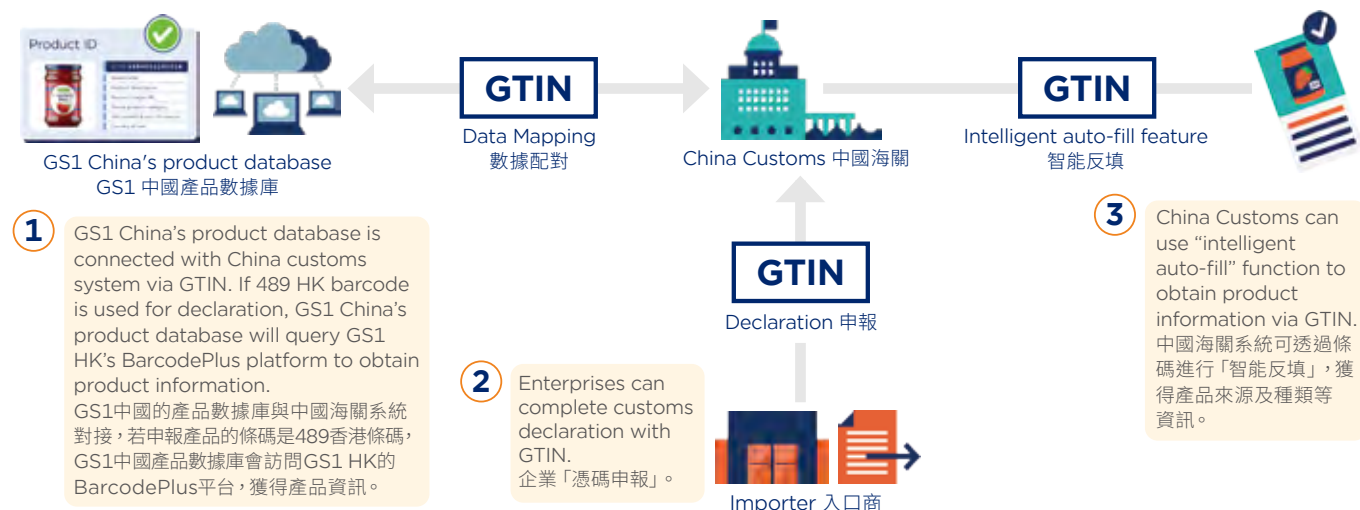 Product ID
GTIN
GTIN
Data Mapping
數據配對
China Customs 中國海關
Intelligent auto-fill feature
智能反填
GS1 China's product database
GS1 中國產品數據庫
1
GS1 China’s product database is
connected with China customs
system via GTIN. If 489 HK barcode
is used for declaration, GS1 China’s
product database will query GS1
HK’s BarcodePlus platform to obtain
product information.
GS1中國的產品數據庫與中國海關系統
對接，若申報產品的條碼是489香港條碼，
GS1中國產品數據庫會訪問GS1 HK的
BarcodePlus平台，獲得產品資訊。
GTIN
Declaration 申報
2
Enterprises can
complete customs
declaration with
GTIN.
企業「憑碼申報」。
Importer 入口商
3
China Customs can
use “intelligent
auto-fill” function to
obtain product
information via GTIN.
中國海關系統可透過條
碼進行「智能反填」，獲
得產品來源及種類等
資訊。